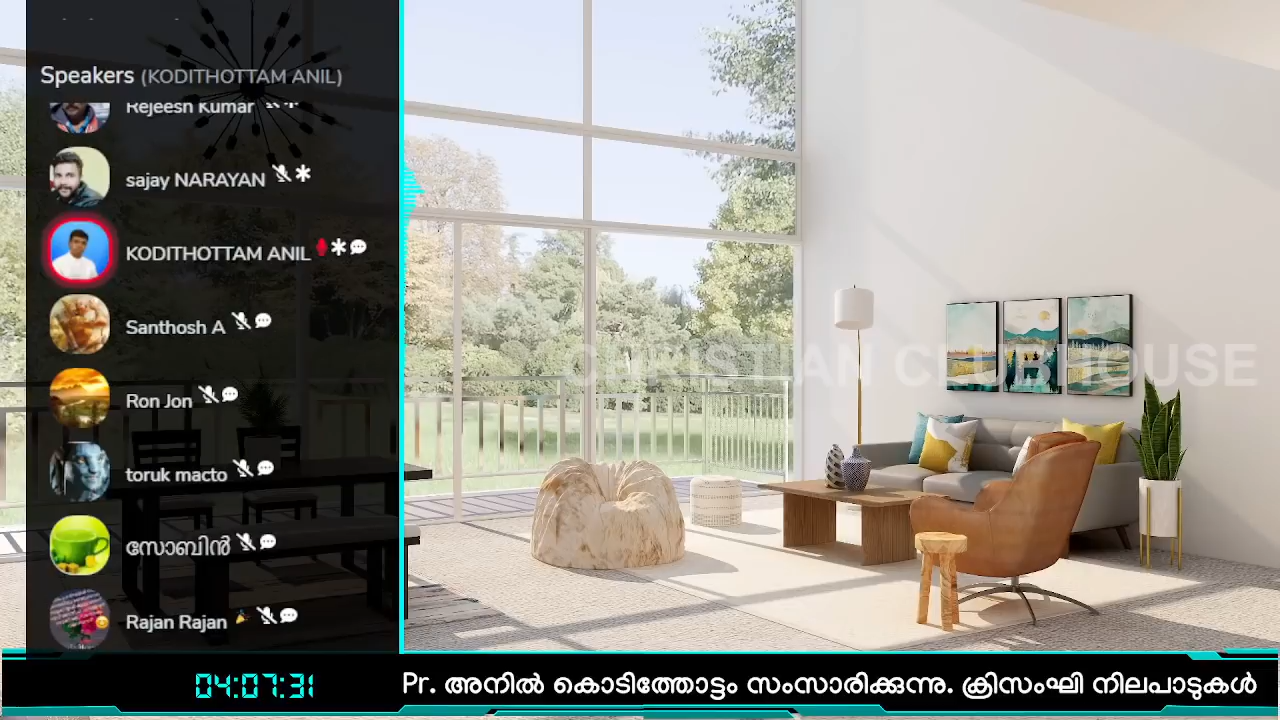 Speakers (KODITHOTTAM ANIL)
Rejeesh Kumar
sajay NARAYAN
KODITHOTTAM ANIL
Santhosh A
Ron Jon
toruk macto
സോബിൻ
Rajan Rajan
CHRISTIAN CLUBHOUSE
04:07:31
Pr. അനിൽ കൊടിത്തോട്ടം സംസാരിക്കുന്നു. ക്രിസംഘി നിലപാടുകൾ